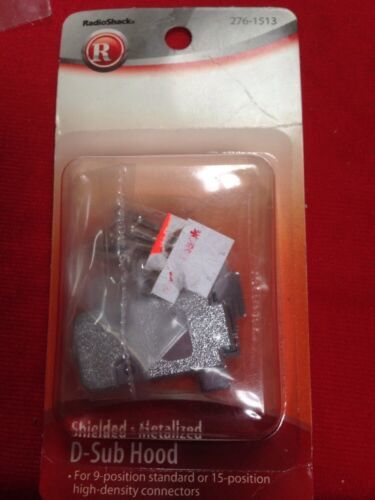 RadioShack®
276-1513
R
Shielded • Metalized
D-Sub Hood
• For 9-position standard or 15-position
high-density connectors